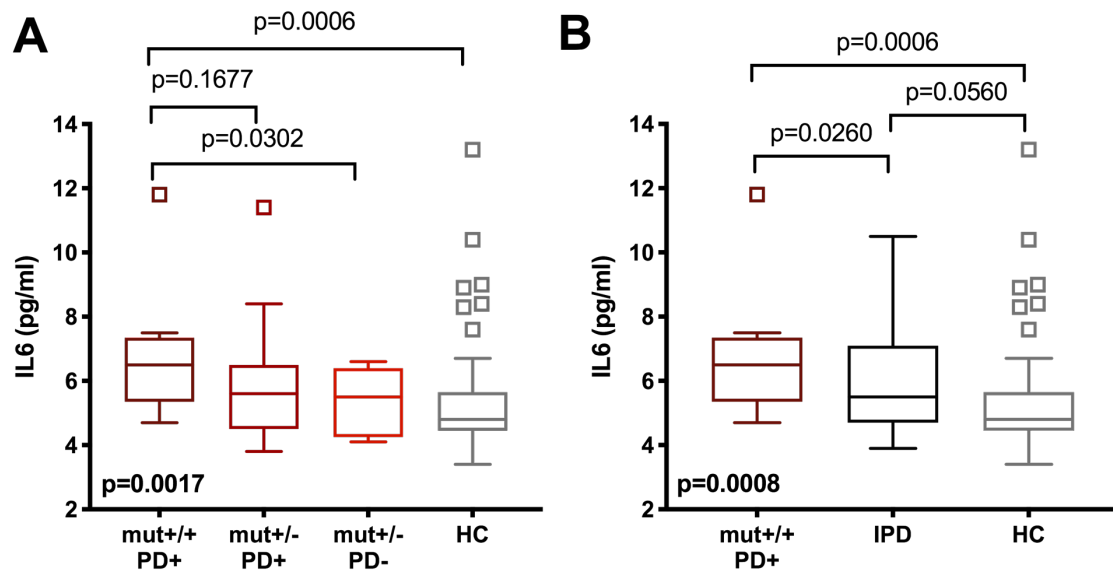 A
p=0.0006
p=0.1677
p=0.0302
14
12
10
8
6
4
2
IL6 (pg/ml)
p=0.0017
mut+/+
PD+
mut+/-
PD+
mut+/-
PD-
HC
B
p=0.0006
p=0.0560
p=0.0260
14
12
10
8
6
4
2
IL6 (pg/ml)
p=0.0008
mut+/+
PD+
IPD
HC